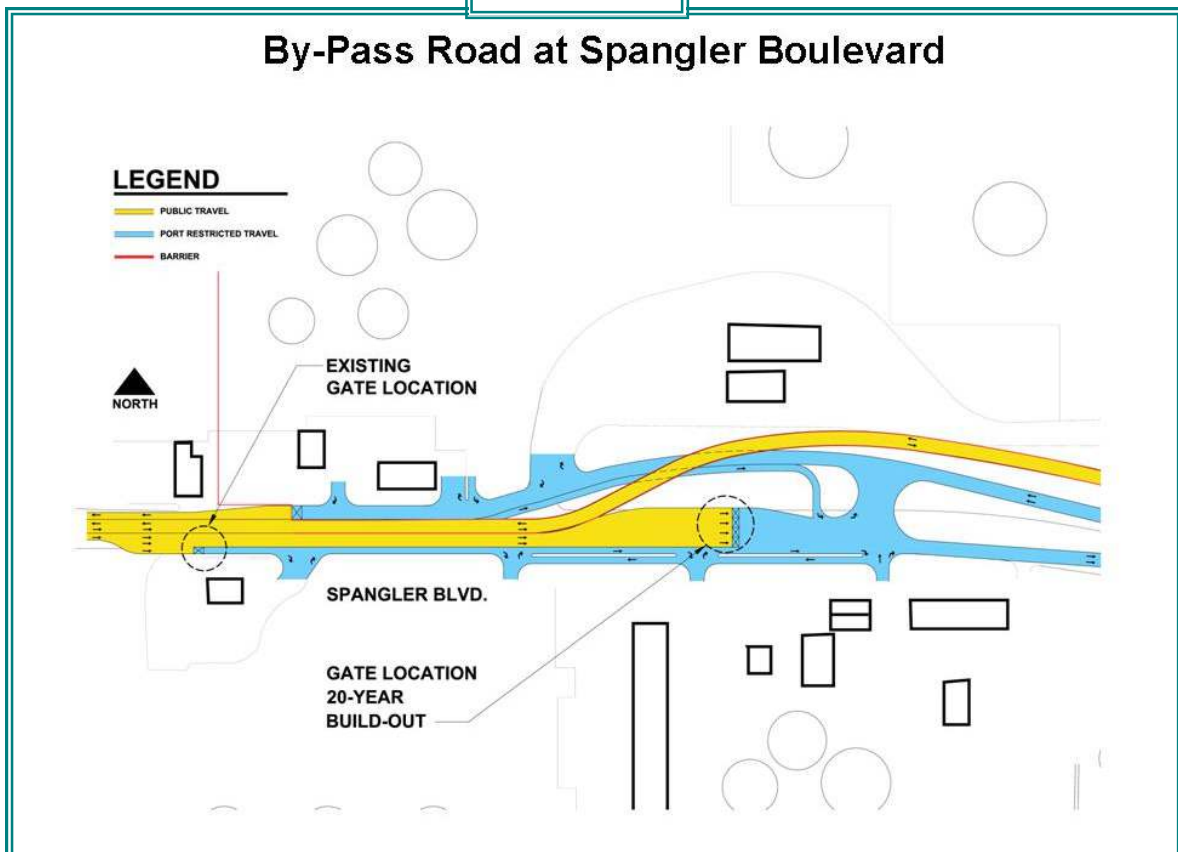 By-Pass Road at Spangler Boulevard
LEGEND
PUBLIC TRAVEL
PORT RESTRICTED TRAVEL
BARRIER
EXISTING
GATE LOCATION
NORTH
SPANGLER BLVD.
GATE LOCATION
20-YEAR
BUILD-OUT